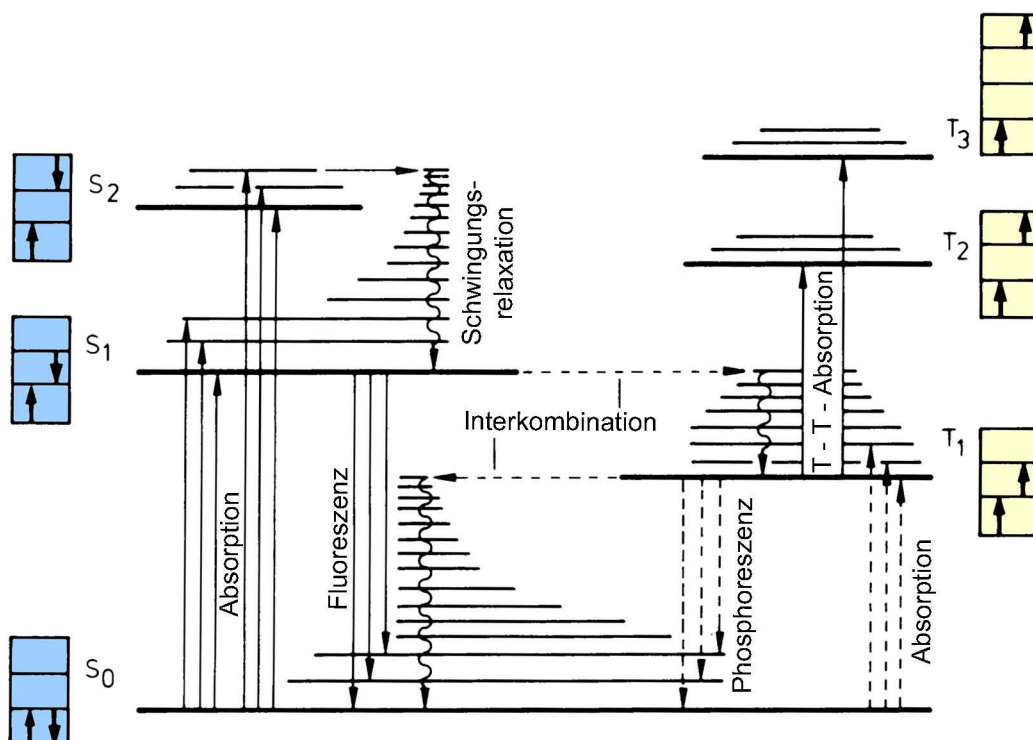 T₃
S₂
T₂
Schwingungs-
relaxation
S₁
T - T - Absorption
Interkombination
T₁
Absorption
Fluoreszenz
Phosphoreszenz
Absorption
S₀